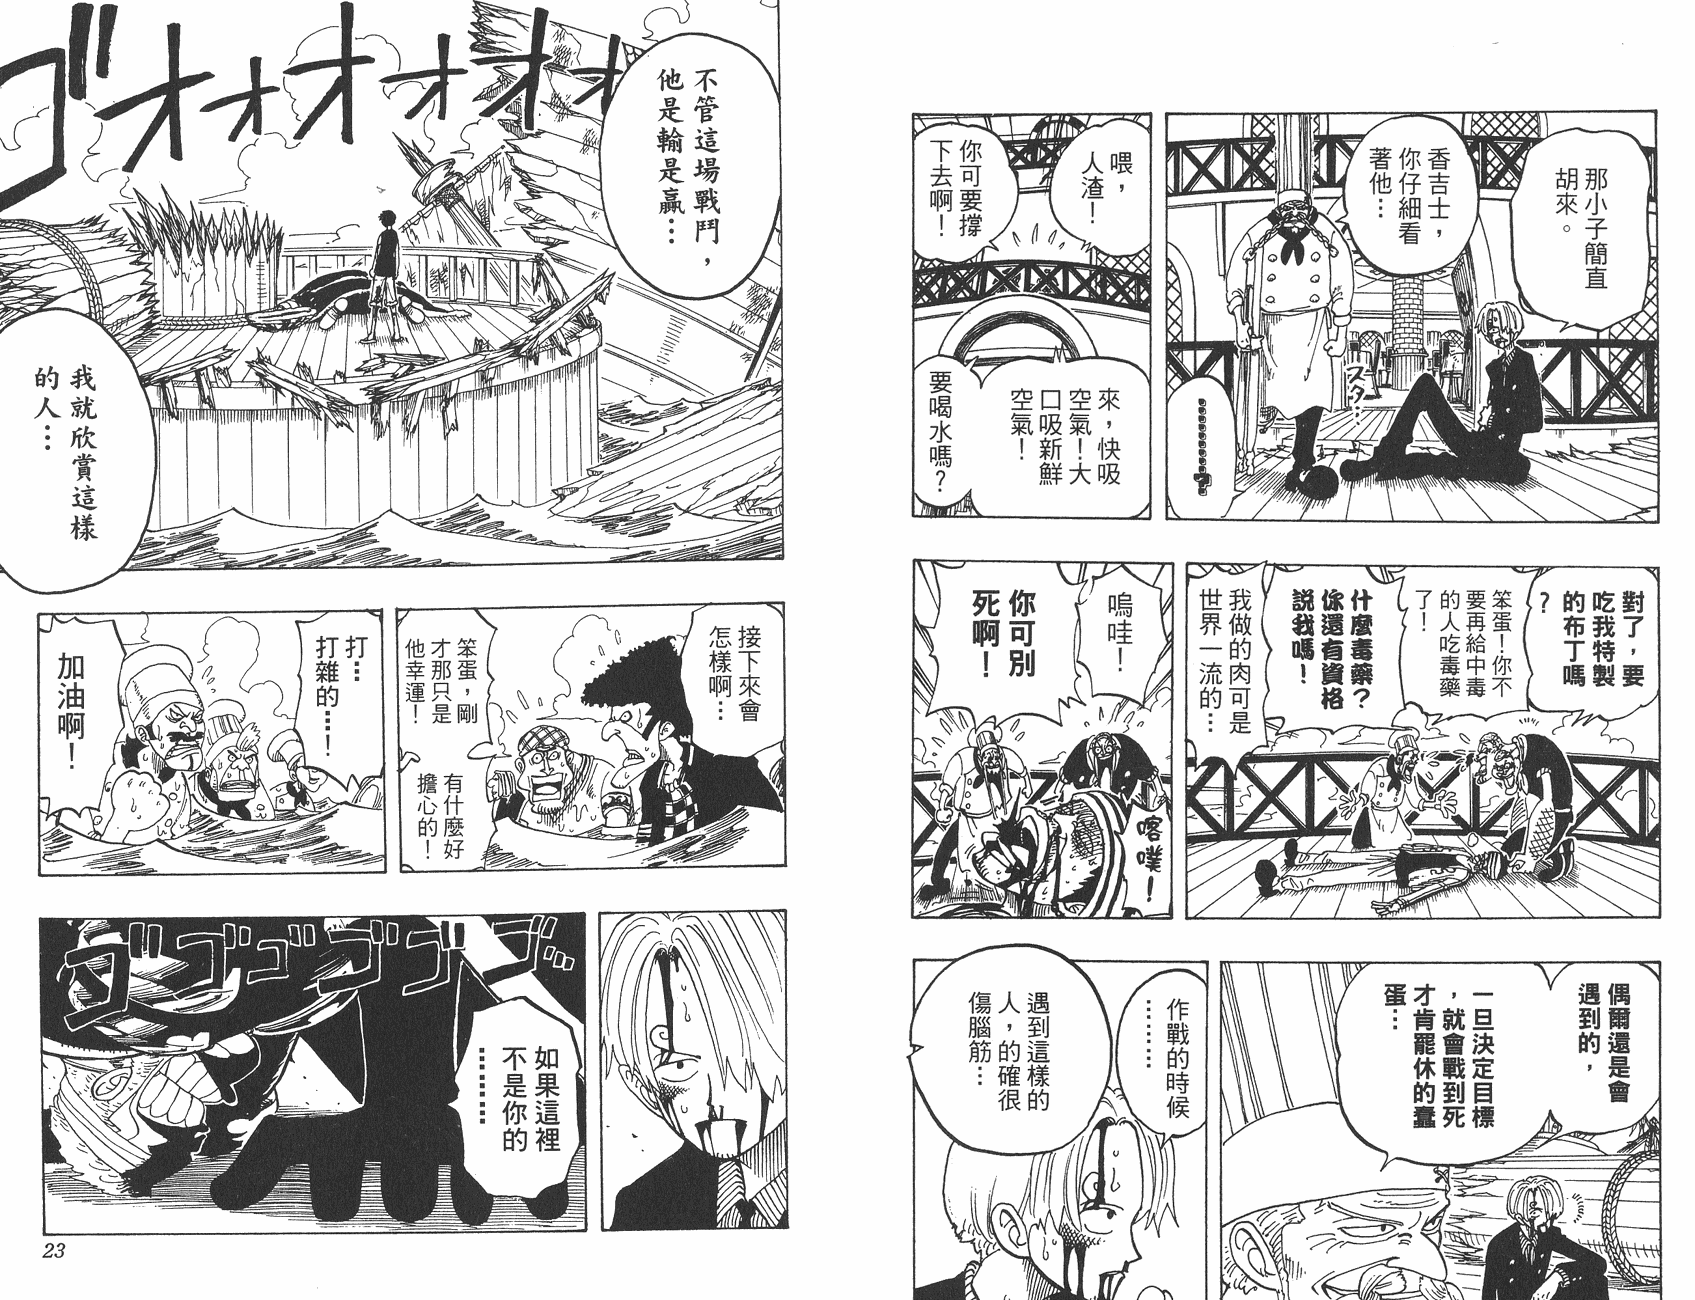 那小子簡直
胡來。
香吉士，
你仔細看
著他…
スタ…
………？
喂，
人渣！
你可要撐
下去啊！
來，快吸
空氣！大
口吸新鮮
空氣！
要喝水嗎？
對了，要
吃我特製
的布丁嗎
？
笨蛋！你不
要再給中毒
的人吃毒藥
了！
什麼毒藥？
你還有資格
說我嗎！
我做的肉可是
世界一流的…
嗚哇！
你可別
死啊！
喀噗！
偶爾還是會
遇到的，
一旦決定目標
，就會戰到死
才肯罷休的蠢
蛋…
作戰的時候
………
遇到這樣的
人，的確很
傷腦筋…
不管這場戰鬥，
他是輸是贏…
ゴオォオォオォ
我就欣賞這樣
的人…
接下來會
怎樣啊…
笨蛋，剛
才那只是
他幸運！
有什麼好
擔心的！
打…
打雜的……！
加油啊！
如果這裡
不是你的
………
ゴゴゴゴゴゴ
23